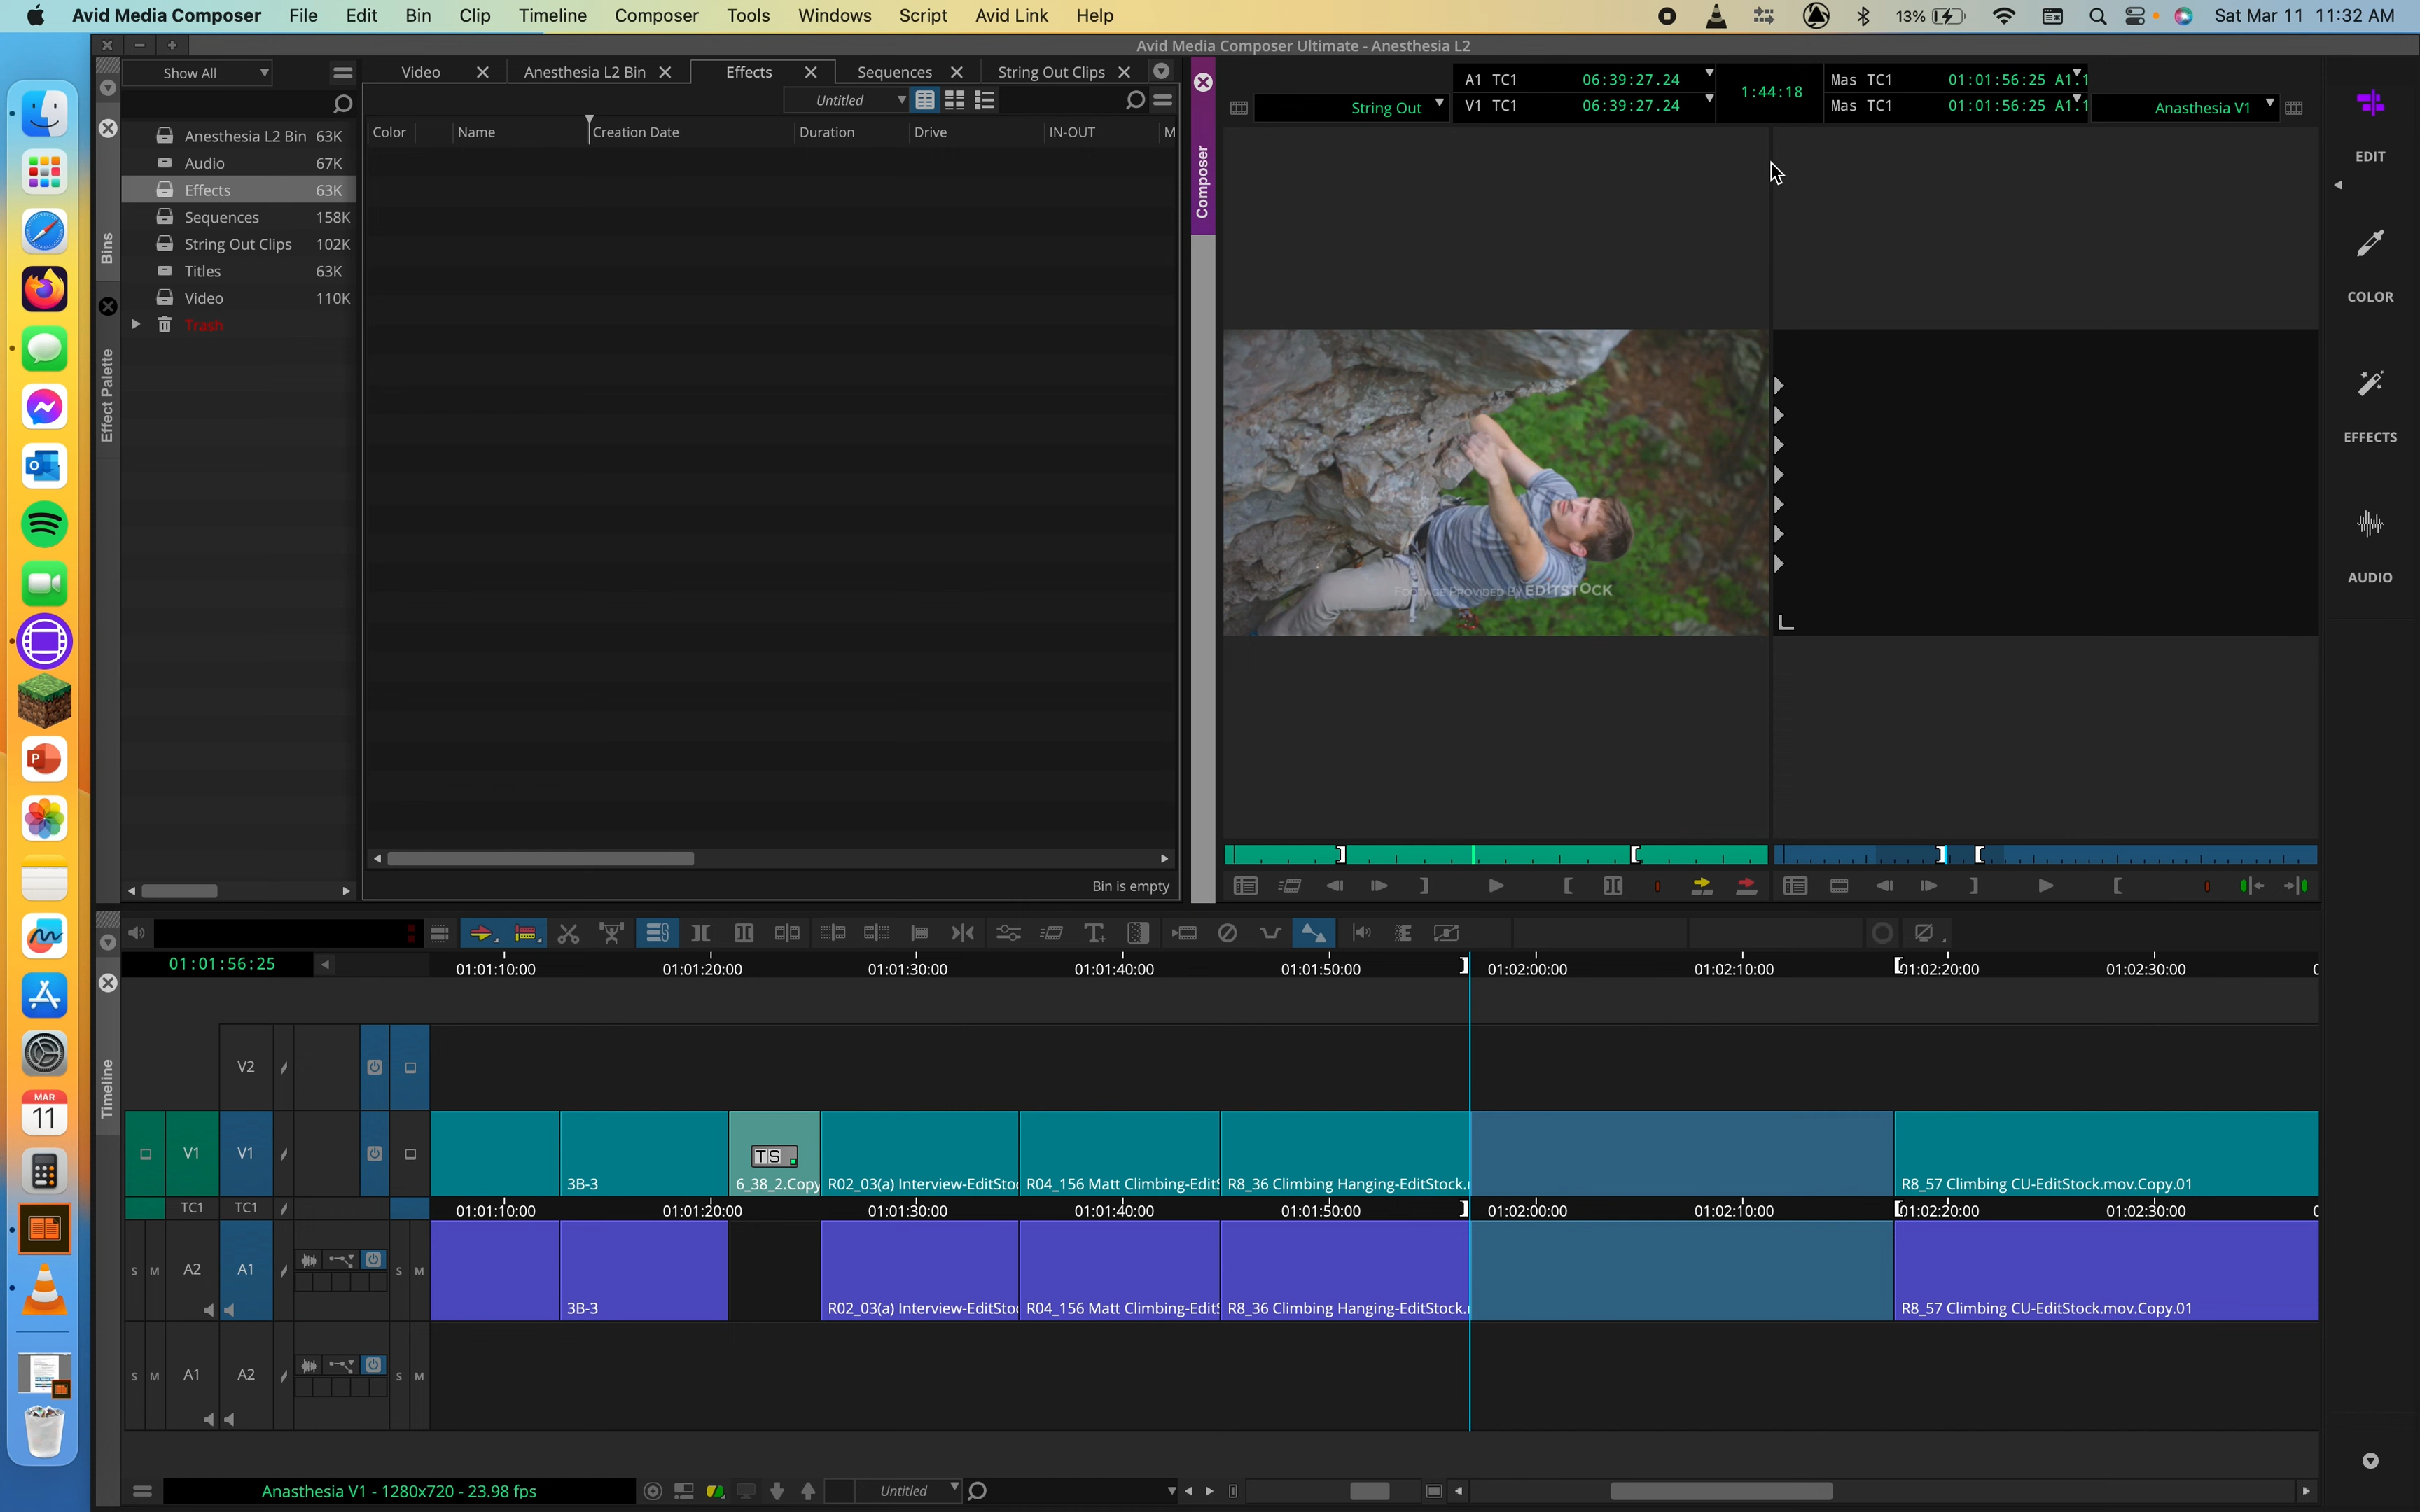 Avid Media Composer File Edit Bin Clip Timeline Composer Tools Windows Script Avid Link Help
13% Sat Mar 11 11:32 AM
Avid Media Composer Ultimate - Anesthesia L2
Show All
Video
Anesthesia L2 Bin
Effects
Sequences
String Out Clips
Untitled
Color Name Creation Date Duration Drive IN-OUT M
Anesthesia L2 Bin 63K
Audio 67K
Effects 63K
Sequences 158K
String Out Clips 102K
Titles 63K
Video 110K
Trash
Bins
Effect Palette
Bin is empty
Composer
String Out
A1 TC1 06:39:27.24
V1 TC1 06:39:27.24
1:44:18
Mas TC1 01:01:56:25 A1.1
Mas TC1 01:01:56:25 A1.1
Anasthesia V1
FOOTAGE PROVIDED BY EDITSTOCK
EDIT
COLOR
EFFECTS
AUDIO
MAR
11
Timeline
01:01:56:25
01:01:10:00 01:01:20:00 01:01:30:00 01:01:40:00 01:01:50:00 01:02:00:00 01:02:10:00 01:02:20:00 01:02:30:00
V2
V1 V1
3B-3
TS
6_38_2.Copy
R02_03(a) Interview-EditSto
R04_156 Matt Climbing-Edit
R8_36 Climbing Hanging-EditStock.
R8_57 Climbing CU-EditStock.mov.Copy.01
TC1 TC1
01:01:10:00 01:01:20:00 01:01:30:00 01:01:40:00 01:01:50:00 01:02:00:00 01:02:10:00 01:02:20:00 01:02:30:00
S M A2 A1 S M
3B-3
R02_03(a) Interview-EditSto
R04_156 Matt Climbing-Edit
R8_36 Climbing Hanging-EditStock.
R8_57 Climbing CU-EditStock.mov.Copy.01
S M A1 A2 S M
Anasthesia V1 - 1280x720 - 23.98 fps
Untitled